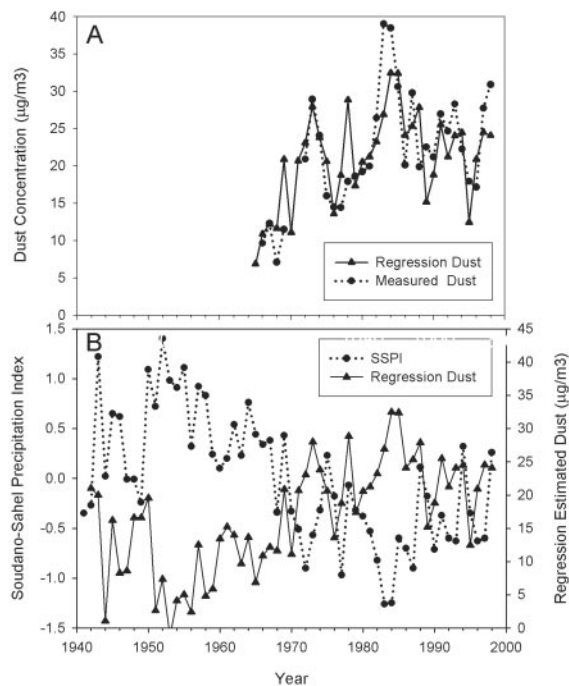 A
40
35
30
25
20
15
10
5
0
Dust Concentration (µg/m3)
Regression Dust
Measured Dust
B
1.5
1.0
0.5
0.0
-0.5
-1.0
-1.5
Soudano-Sahel Precipitation Index
SSPI
Regression Dust
45
40
35
30
25
20
15
10
5
0
Regression Estimated Dust (µg/m3)
1940 1950 1960 1970 1980 1990 2000
Year